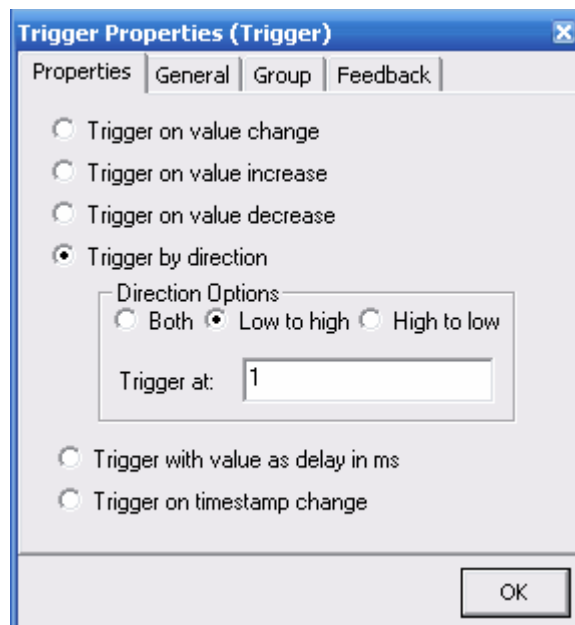 Trigger Properties (Trigger)
Properties General Group Feedback
Trigger on value change
Trigger on value increase
Trigger on value decrease
Trigger by direction
Direction Options
Both Low to high High to low
Trigger at: 1
Trigger with value as delay in ms
Trigger on timestamp change
OK